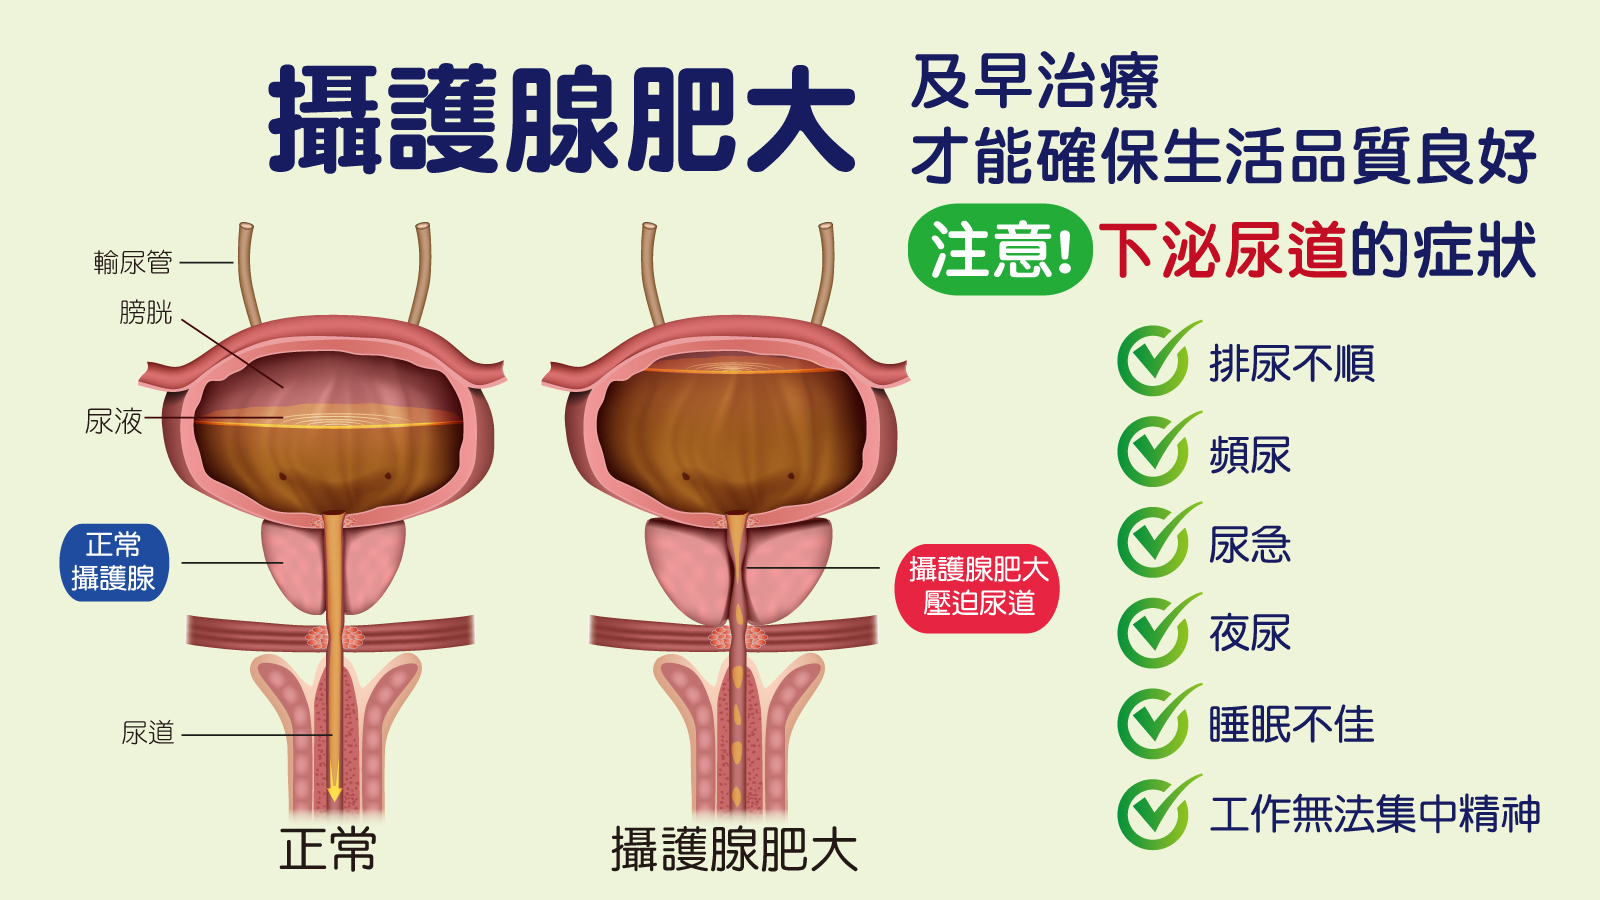 攝護腺肥大
及早治療
才能確保生活品質良好
注意!下泌尿道的症狀
輸尿管
膀胱
尿液
正常
攝護腺
尿道
正常
攝護腺肥大
壓迫尿道
攝護腺肥大
排尿不順
頻尿
尿急
夜尿
睡眠不佳
工作無法集中精神